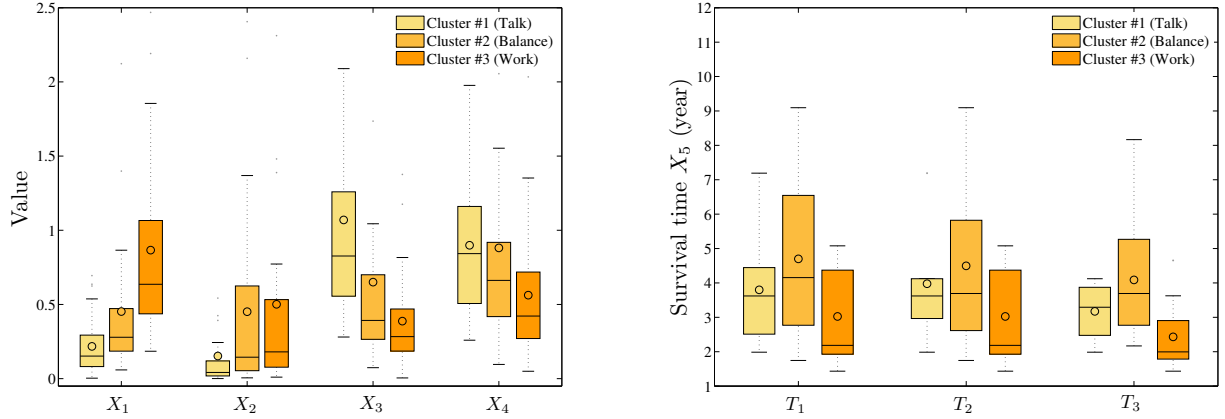 2.5
2
1.5
1
0.5
0
Value
Cluster #1 (Talk)
Cluster #2 (Balance)
Cluster #3 (Work)
X₁ X₂ X₃ X₄
12
11
10
9
8
7
6
5
4
3
2
1
Survival time X₅ (year)
Cluster #1 (Talk)
Cluster #2 (Balance)
Cluster #3 (Work)
T₁ T₂ T₃